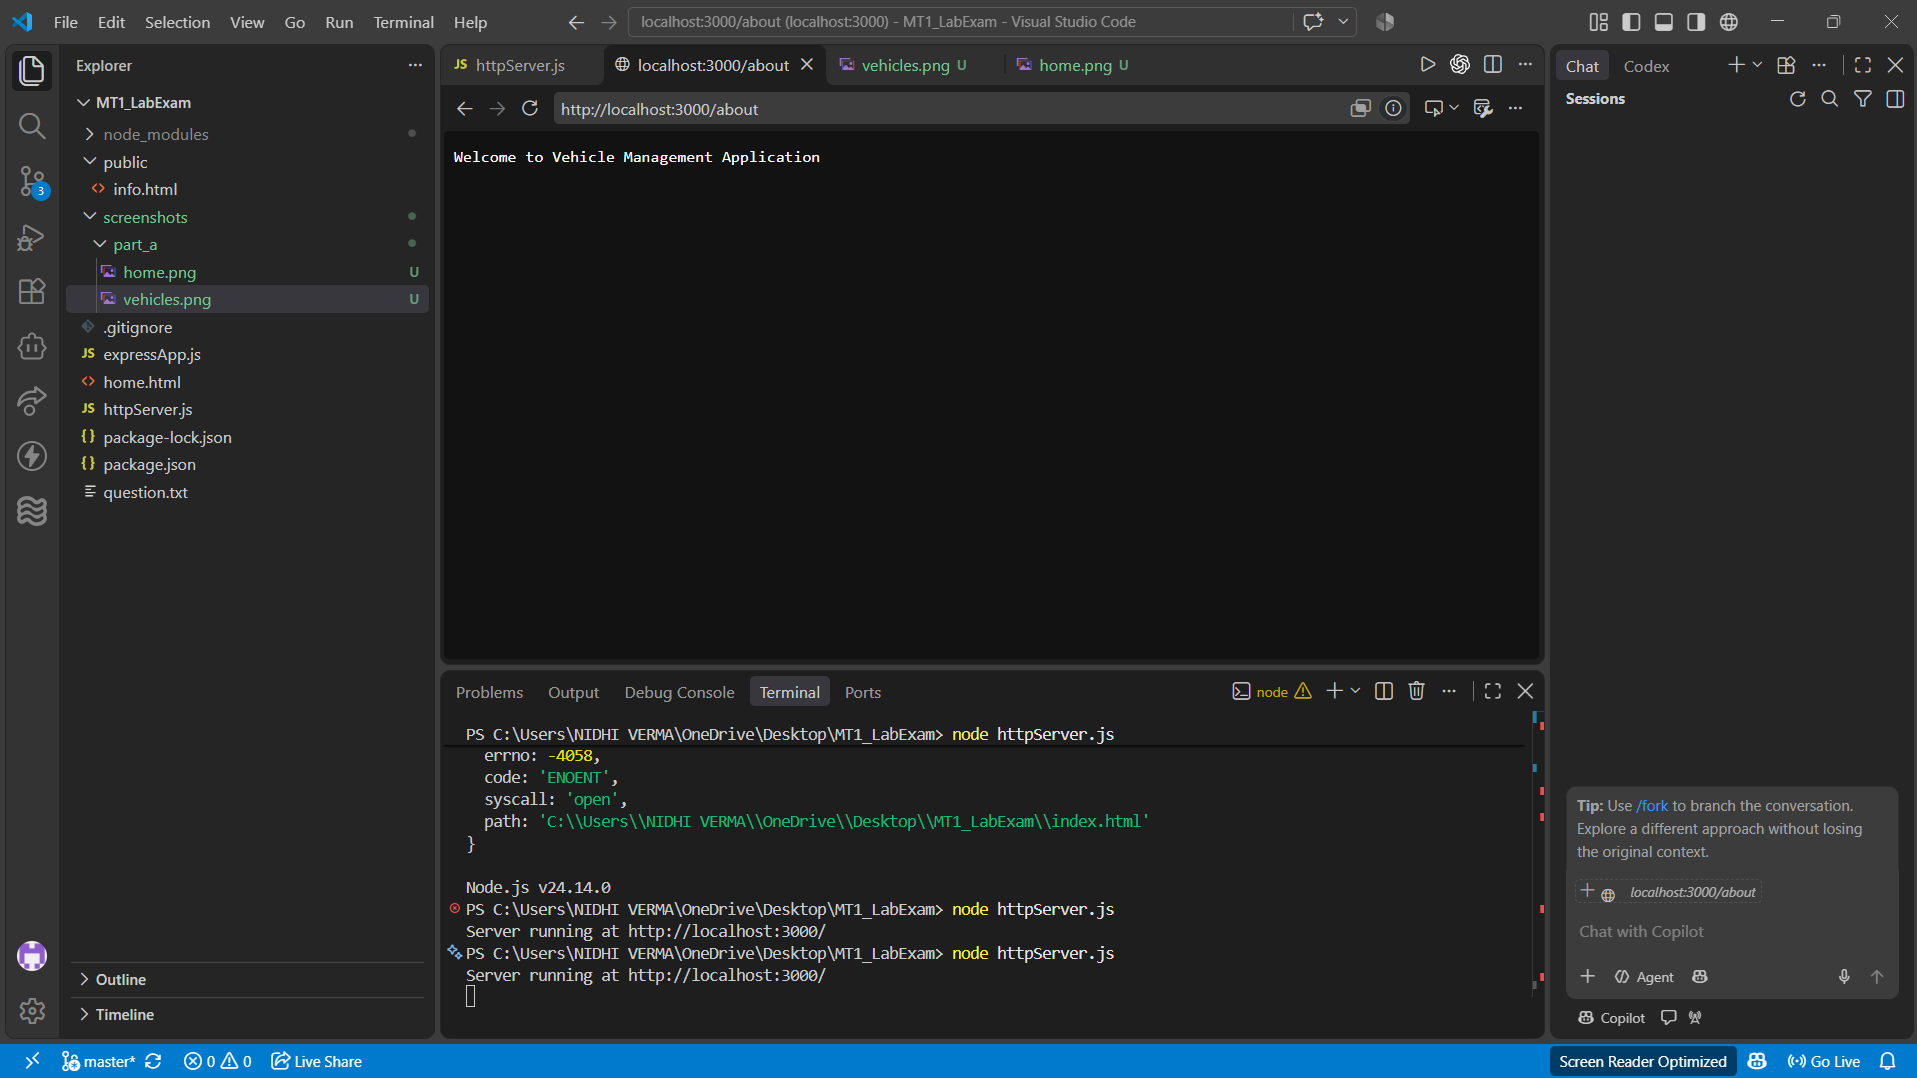 File Edit Selection View Go Run Terminal Help
localhost:3000/about (localhost:3000) - MT1_LabExam - Visual Studio Code
Explorer
MT1_LabExam
node_modules
public
info.html
screenshots
part_a
home.png U
vehicles.png U
.gitignore
JS expressApp.js
home.html
JS httpServer.js
{} package-lock.json
{} package.json
question.txt
3
Outline
Timeline
JS httpServer.js
localhost:3000/about
vehicles.png U
home.png U
http://localhost:3000/about
Welcome to Vehicle Management Application
Problems Output Debug Console Terminal Ports
node
PS C:\Users\NIDHI VERMA\OneDrive\Desktop\MT1_LabExam> node httpServer.js
errno: -4058,
code: 'ENOENT',
syscall: 'open',
path: 'C:\\Users\\NIDHI VERMA\\OneDrive\\Desktop\\MT1_LabExam\\index.html'
}
Node.js v24.14.0
PS C:\Users\NIDHI VERMA\OneDrive\Desktop\MT1_LabExam> node httpServer.js
Server running at http://localhost:3000/
PS C:\Users\NIDHI VERMA\OneDrive\Desktop\MT1_LabExam> node httpServer.js
Server running at http://localhost:3000/
Chat Codex
Sessions
Tip: Use /fork to branch the conversation.
Explore a different approach without losing
the original context.
localhost:3000/about
Chat with Copilot
Agent
Copilot
master* 0 0 Live Share
Screen Reader Optimized Go Live